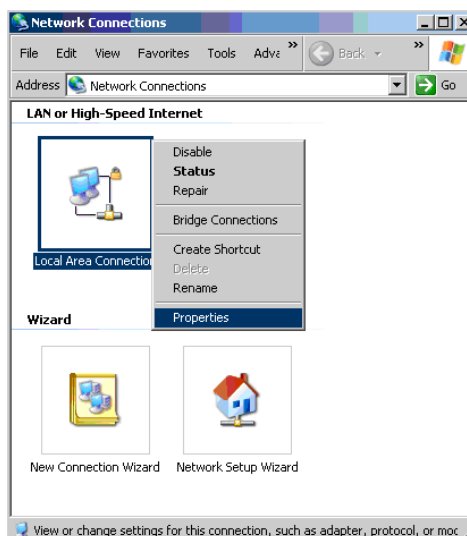 Network Connections
File Edit View Favorites Tools Adva » Back »
Address Network Connections Go
LAN or High-Speed Internet
Local Area Connection
Disable
Status
Repair
Bridge Connections
Create Shortcut
Delete
Rename
Properties
Wizard
New Connection Wizard Network Setup Wizard
View or change settings for this connection, such as adapter, protocol, or moc